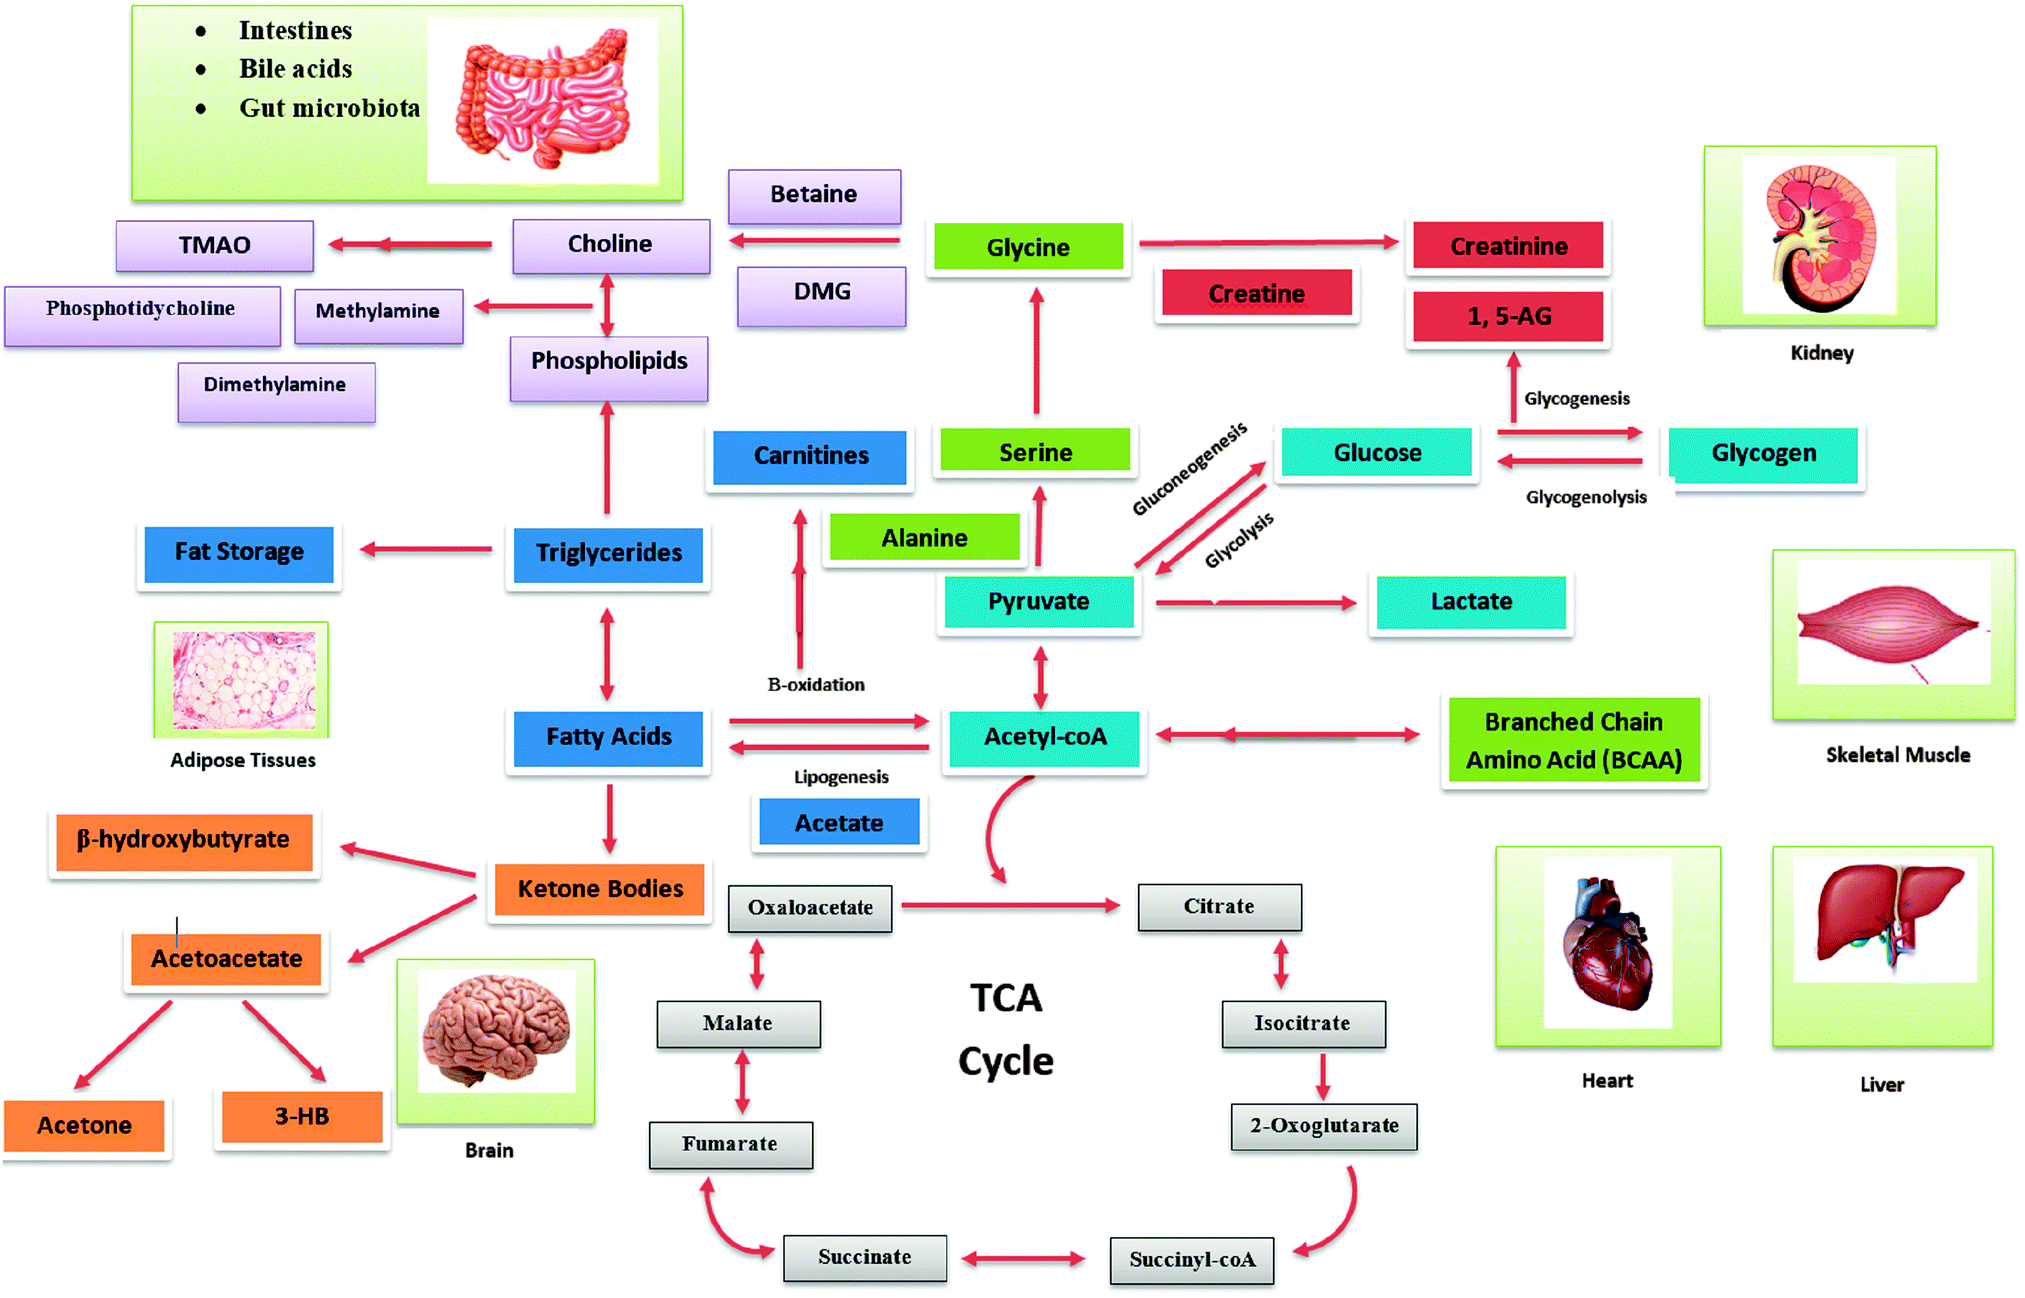 • Intestines
• Bile acids
• Gut microbiota
Betaine
TMAO
Choline
Glycine
Creatinine
Phosphotidycholine
Methylamine
DMG
Creatine
1, 5-AG
Kidney
Dimethylamine
Phospholipids
Glycogenesis
Carnitines
Serine
Gluconeogenesis
Glucose
Glycogen
Glycogenolysis
Fat Storage
Triglycerides
Alanine
Glycolysis
Pyruvate
Lactate
B-oxidation
Adipose Tissues
Fatty Acids
Acetyl-coA
Branched Chain
Amino Acid (BCAA)
Skeletal Muscle
Lipogenesis
Acetate
β-hydroxybutyrate
Ketone Bodies
Oxaloacetate
Citrate
Acetoacetate
TCA
Cycle
Malate
Isocitrate
Heart
Liver
Acetone
3-HB
Brain
Fumarate
2-Oxoglutarate
Succinate
Succinyl-coA